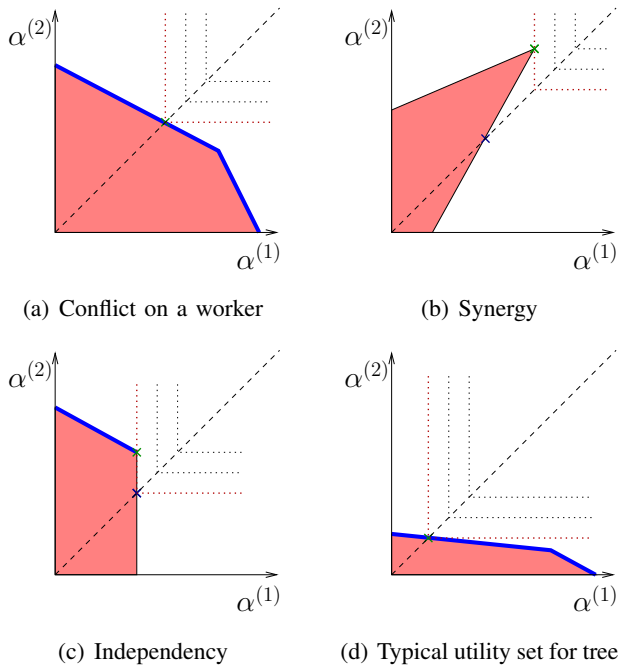 α(2)
α(2)
α(1)
α(1)
(a) Conflict on a worker
(b) Synergy
α(2)
α(2)
α(1)
α(1)
(c) Independency
(d) Typical utility set for tree